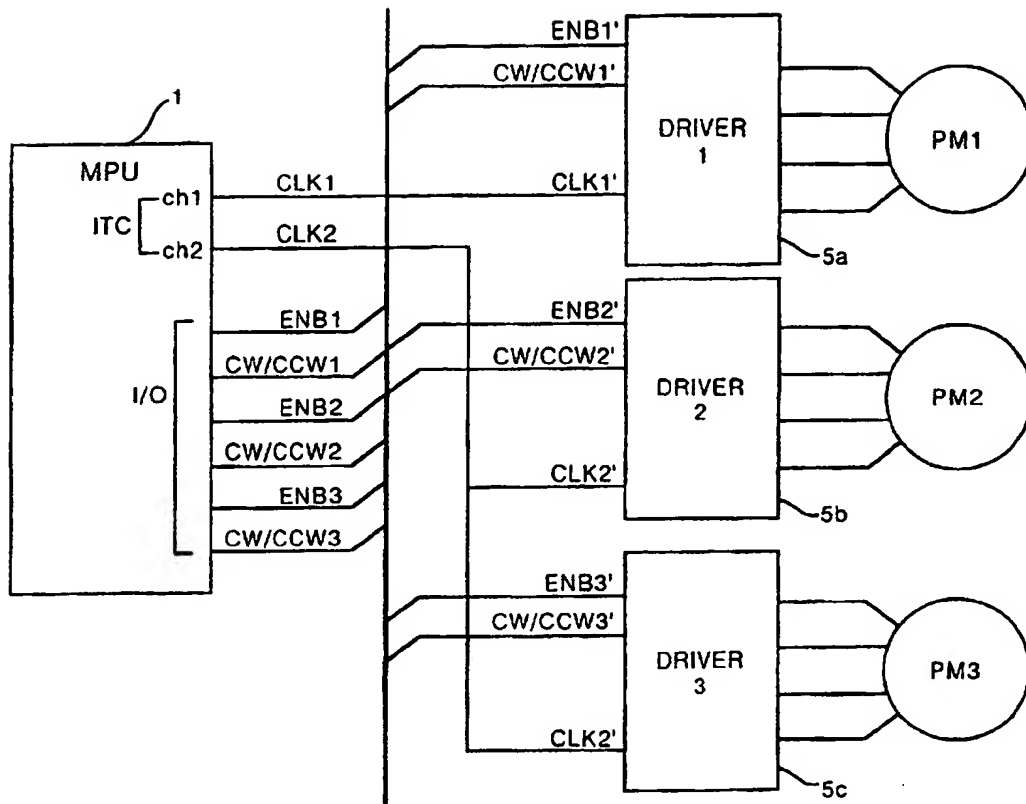 1
MPU
ITC
ch1
ch2
I/O
CLK1
CLK2
ENB1
CW/CCW1
ENB2
CW/CCW2
ENB3
CW/CCW3
ENB1'
CW/CCW1'
CLK1'
DRIVER
1
5a
PM1
ENB2'
CW/CCW2'
CLK2'
DRIVER
2
5b
PM2
ENB3'
CW/CCW3'
CLK2'
DRIVER
3
5c
PM3